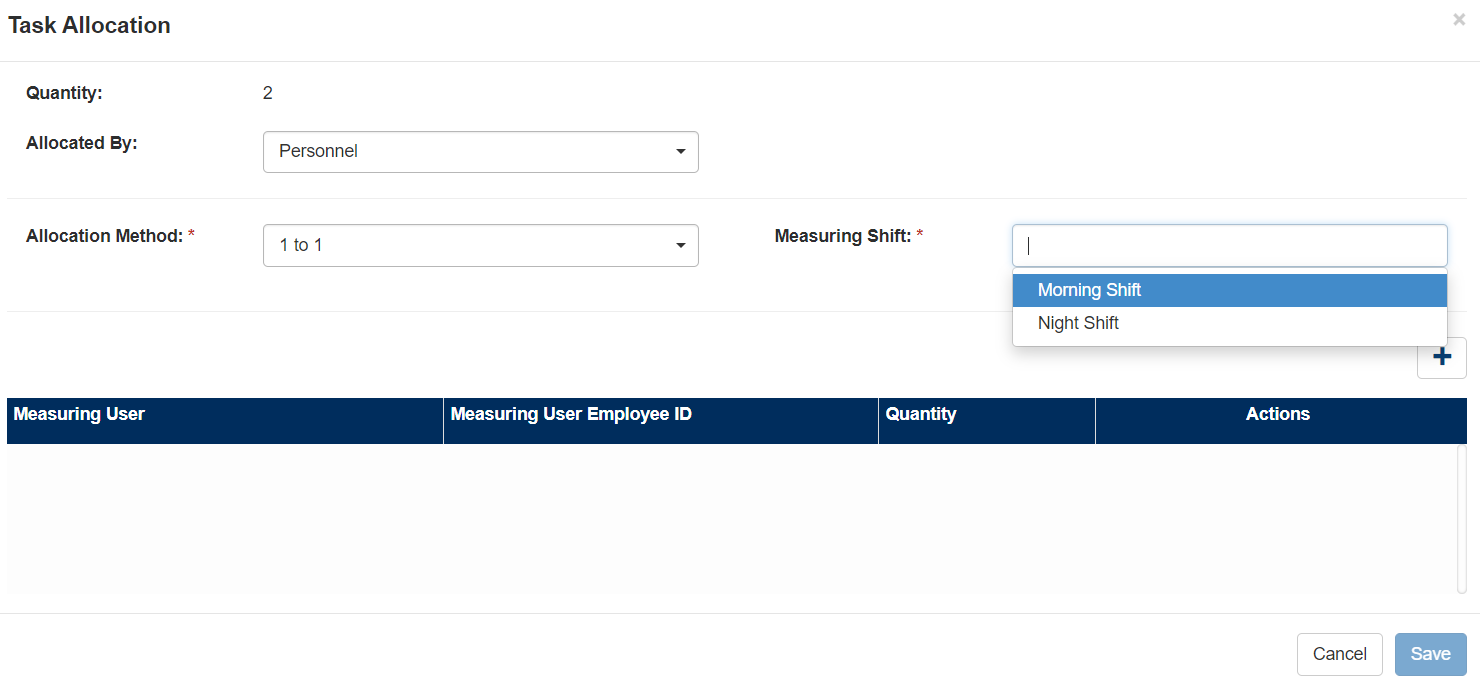 Task Allocation ×
Quantity: 2
Allocated By: Personnel
Allocation Method: * 1 to 1 Measuring Shift: *
Morning Shift
Night Shift
+
Measuring User Measuring User Employee ID Quantity Actions
Cancel Save